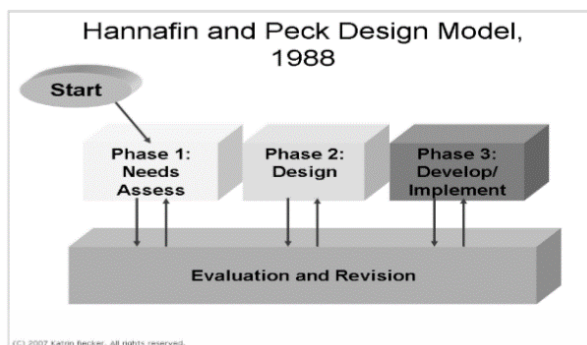 Hannafin and Peck Design Model,
1988
Start
Phase 1:
Needs
Assess
Phase 2:
Design
Phase 3:
Develop/
Implement
Evaluation and Revision
(C) 2007 Katrin Becker. All rights reserved.